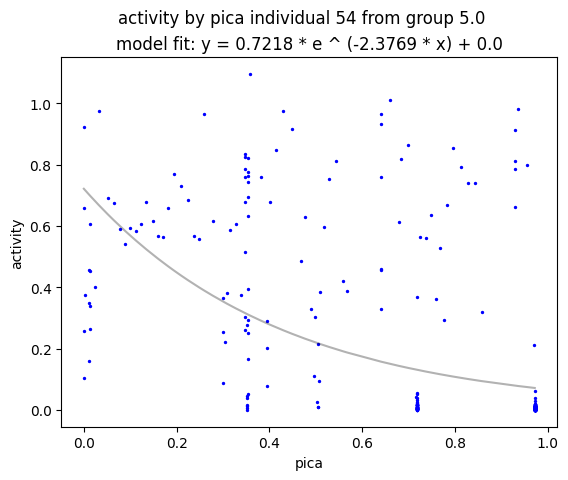 activity by pica individual 54 from group 5.0
model fit: y = 0.7218 * e ^ (-2.3769 * x) + 0.0
1.0
0.8
0.6
0.4
0.2
0.0
activity
0.0 0.2 0.4 0.6 0.8 1.0
pica